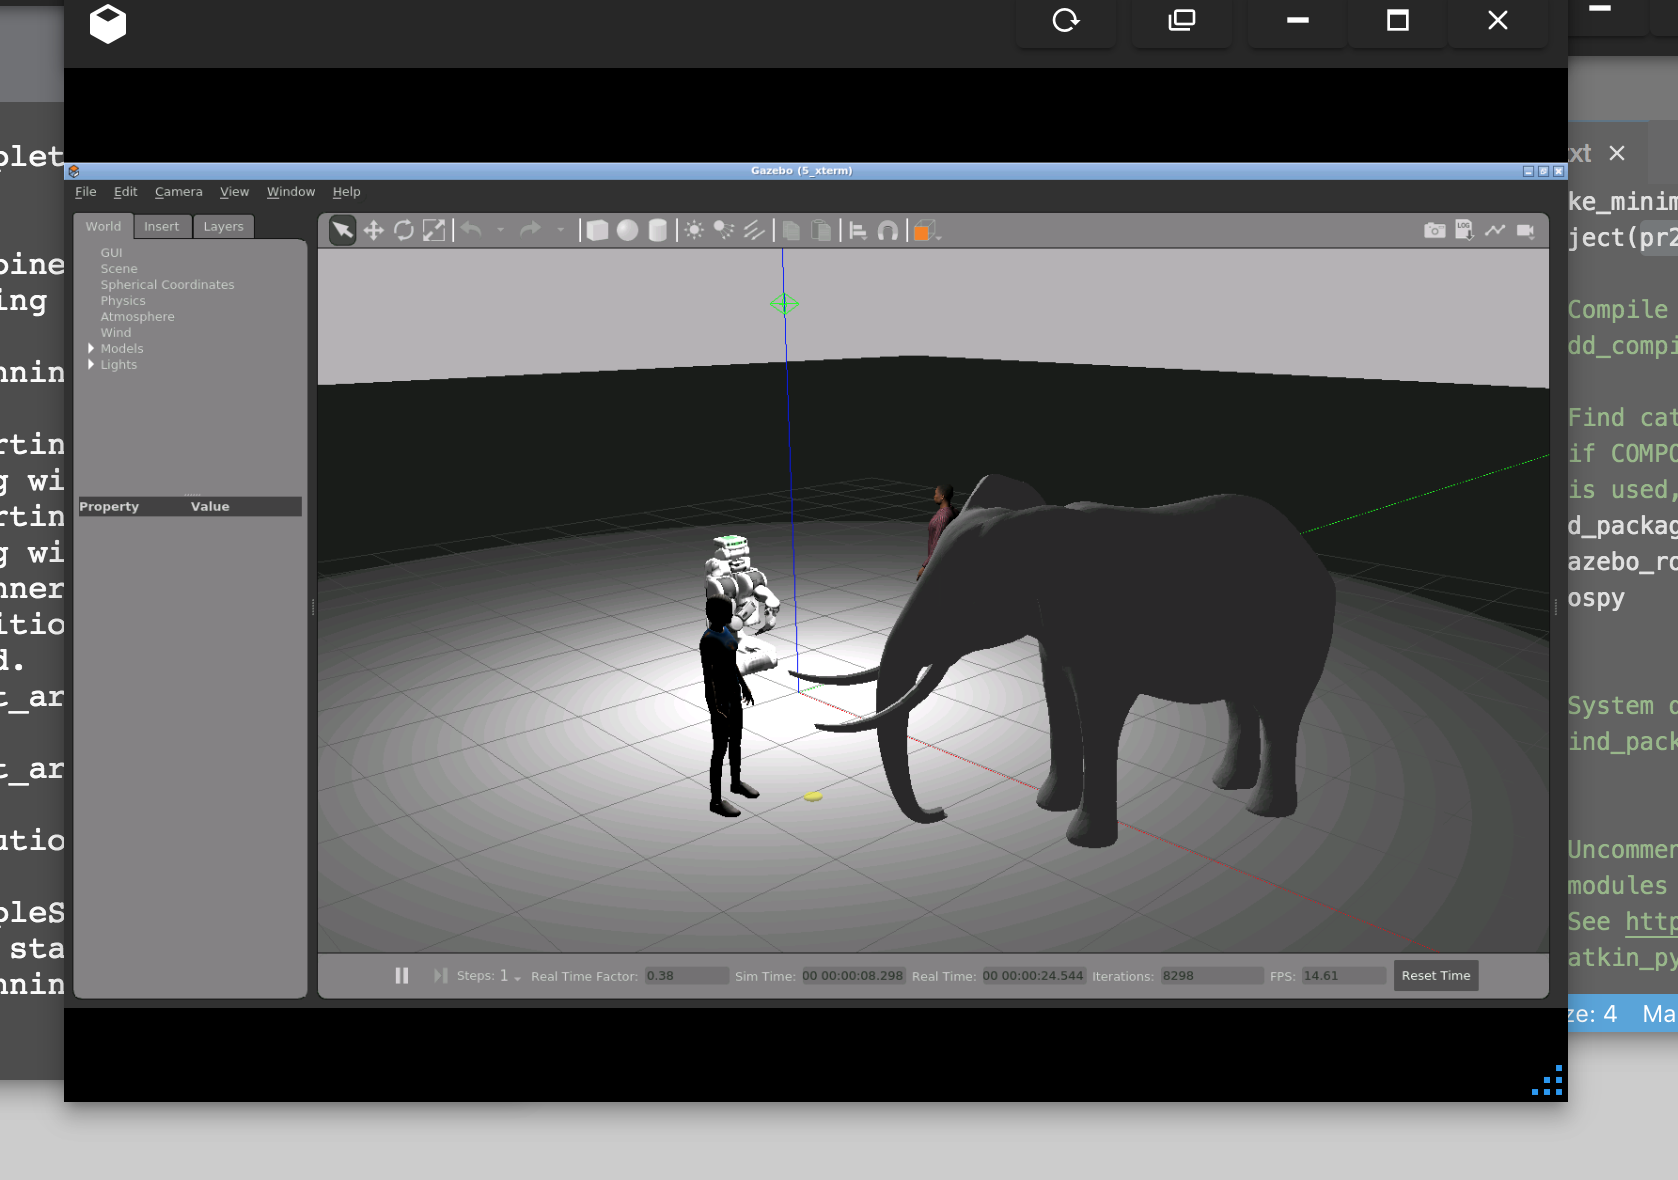 Gazebo (5_xterm)
File Edit Camera View Window Help
World Insert Layers
GUI
Scene
Spherical Coordinates
Physics
Atmosphere
Wind
Models
Lights
Property Value
LOG
Steps: 1 Real Time Factor: 0.38 Sim Time: 00 00:00:08.298 Real Time: 00 00:00:24.544 Iterations: 8298 FPS: 14.61 Reset Time
plet
bine
ing
nnin
rtin
g wi
rtin
g wi
nner
itio
d.
t_ar
t_ar
utio
pleS
sta
nnin
xt
ke_minim
ject(pr2
Compile
dd_compi
Find cat
if COMPO
is used,
d_packag
azebo_ro
ospy
System d
ind_pack
Uncommen
modules
See http
atkin_py
ze: 4 Ma